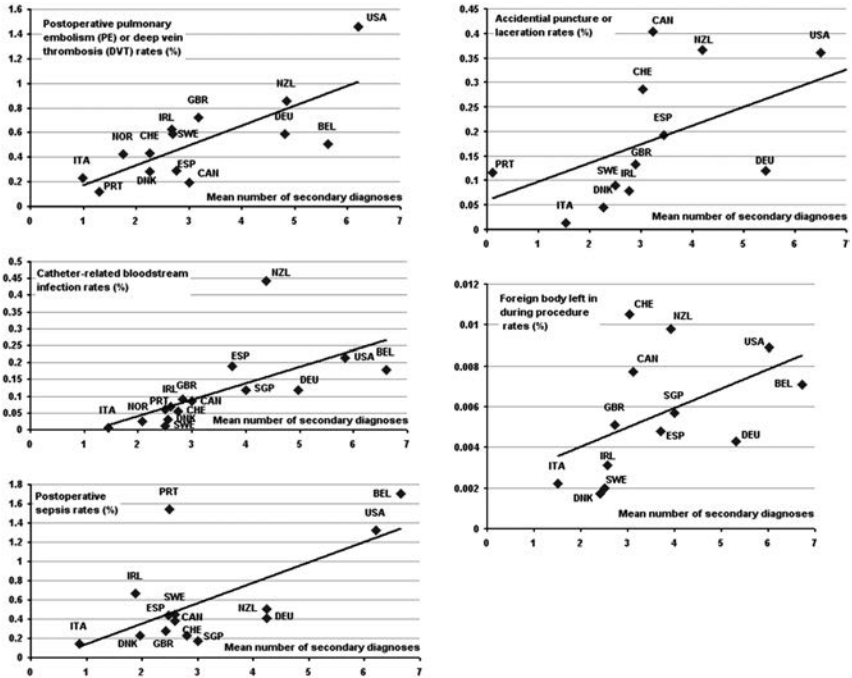 1.6
1.4
1.2
1
0.8
0.6
0.4
0.2
0
Postoperative pulmonary
embolism (PE) or deep vein
thrombosis (DVT) rates (%)
USA
NZL
GBR
DEU
IRL
SWE
BEL
NOR
CHE
ITA
ESP
DNK
CAN
PRT
Mean number of secondary diagnoses
0 1 2 3 4 5 6 7
0.45
0.4
0.35
0.3
0.25
0.2
0.15
0.1
0.05
0
Accidential puncture or
laceration rates (%)
CAN
NZL
USA
CHE
ESP
GBR
PRT
DEU
SWE
IRL
DNK
ITA
Mean number of secondary diagnoses
0 1 2 3 4 5 6 7
0.5
0.45
0.4
0.35
0.3
0.25
0.2
0.15
0.1
0.05
0
Catheter-related bloodstream
infection rates (%)
NZL
ESP
USA
BEL
DEU
SGP
IRL
GBR
CAN
PRT
NOR
CHE
ITA
DNK
SWE
Mean number of secondary diagnoses
0 1 2 3 4 5 6 7
0.012
0.01
0.008
0.006
0.004
0.002
0
Foreign body left in
during procedure
rates (%)
CHE
NZL
USA
CAN
BEL
SGP
GBR
ESP
DEU
IRL
ITA
SWE
DNK
Mean number of secondary diagnoses
0 1 2 3 4 5 6 7
1.8
1.6
1.4
1.2
1
0.8
0.6
0.4
0.2
0
Postoperative
sepsis rates (%)
PRT
BEL
USA
IRL
SWE
ESP
CAN
NZL
DEU
ITA
CHE
SGP
DNK
GBR
Mean number of secondary diagnoses
0 1 2 3 4 5 6 7